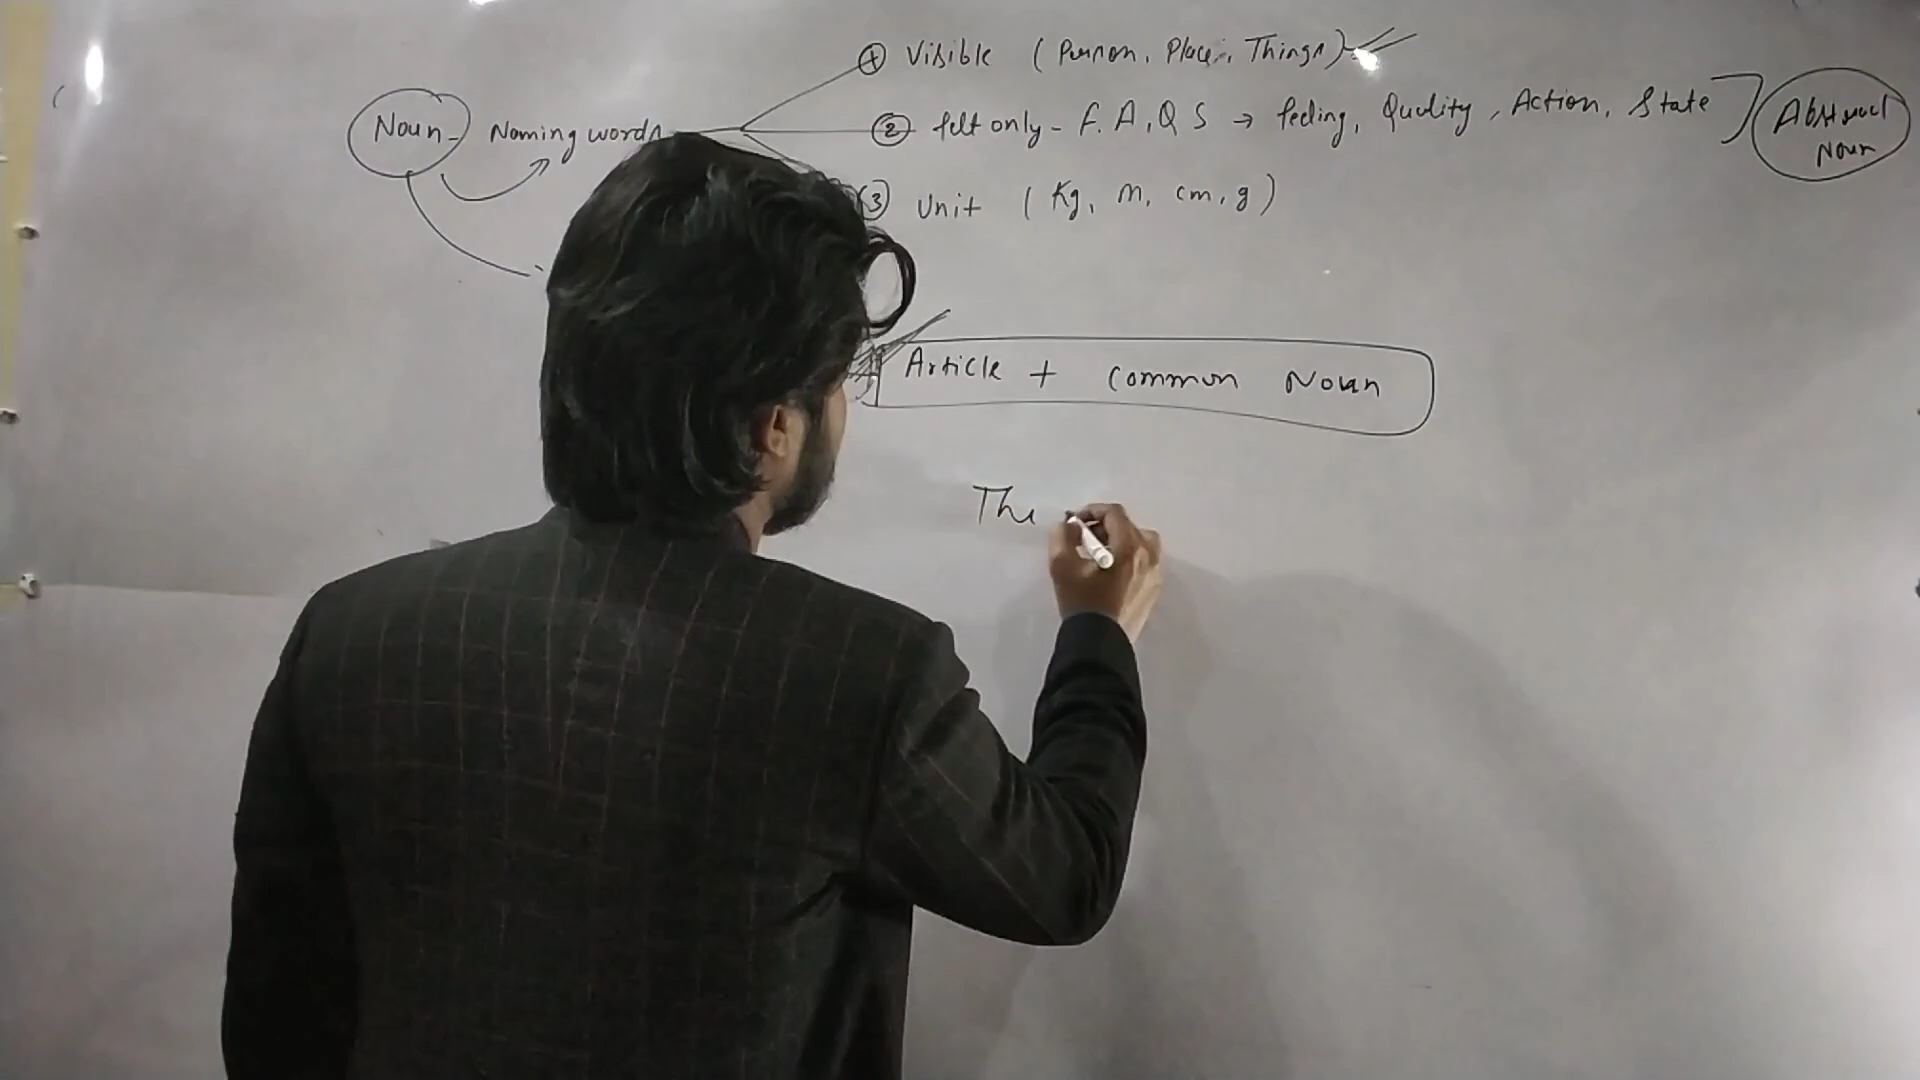 ① Visible (Person, Place, Things)
Noun - Naming words
② felt only - F. A, Q S → feeling, Quality, Action, State
Abstract
Noun
③ Unit (Kg, m, cm, g)
Article + common Noun
The